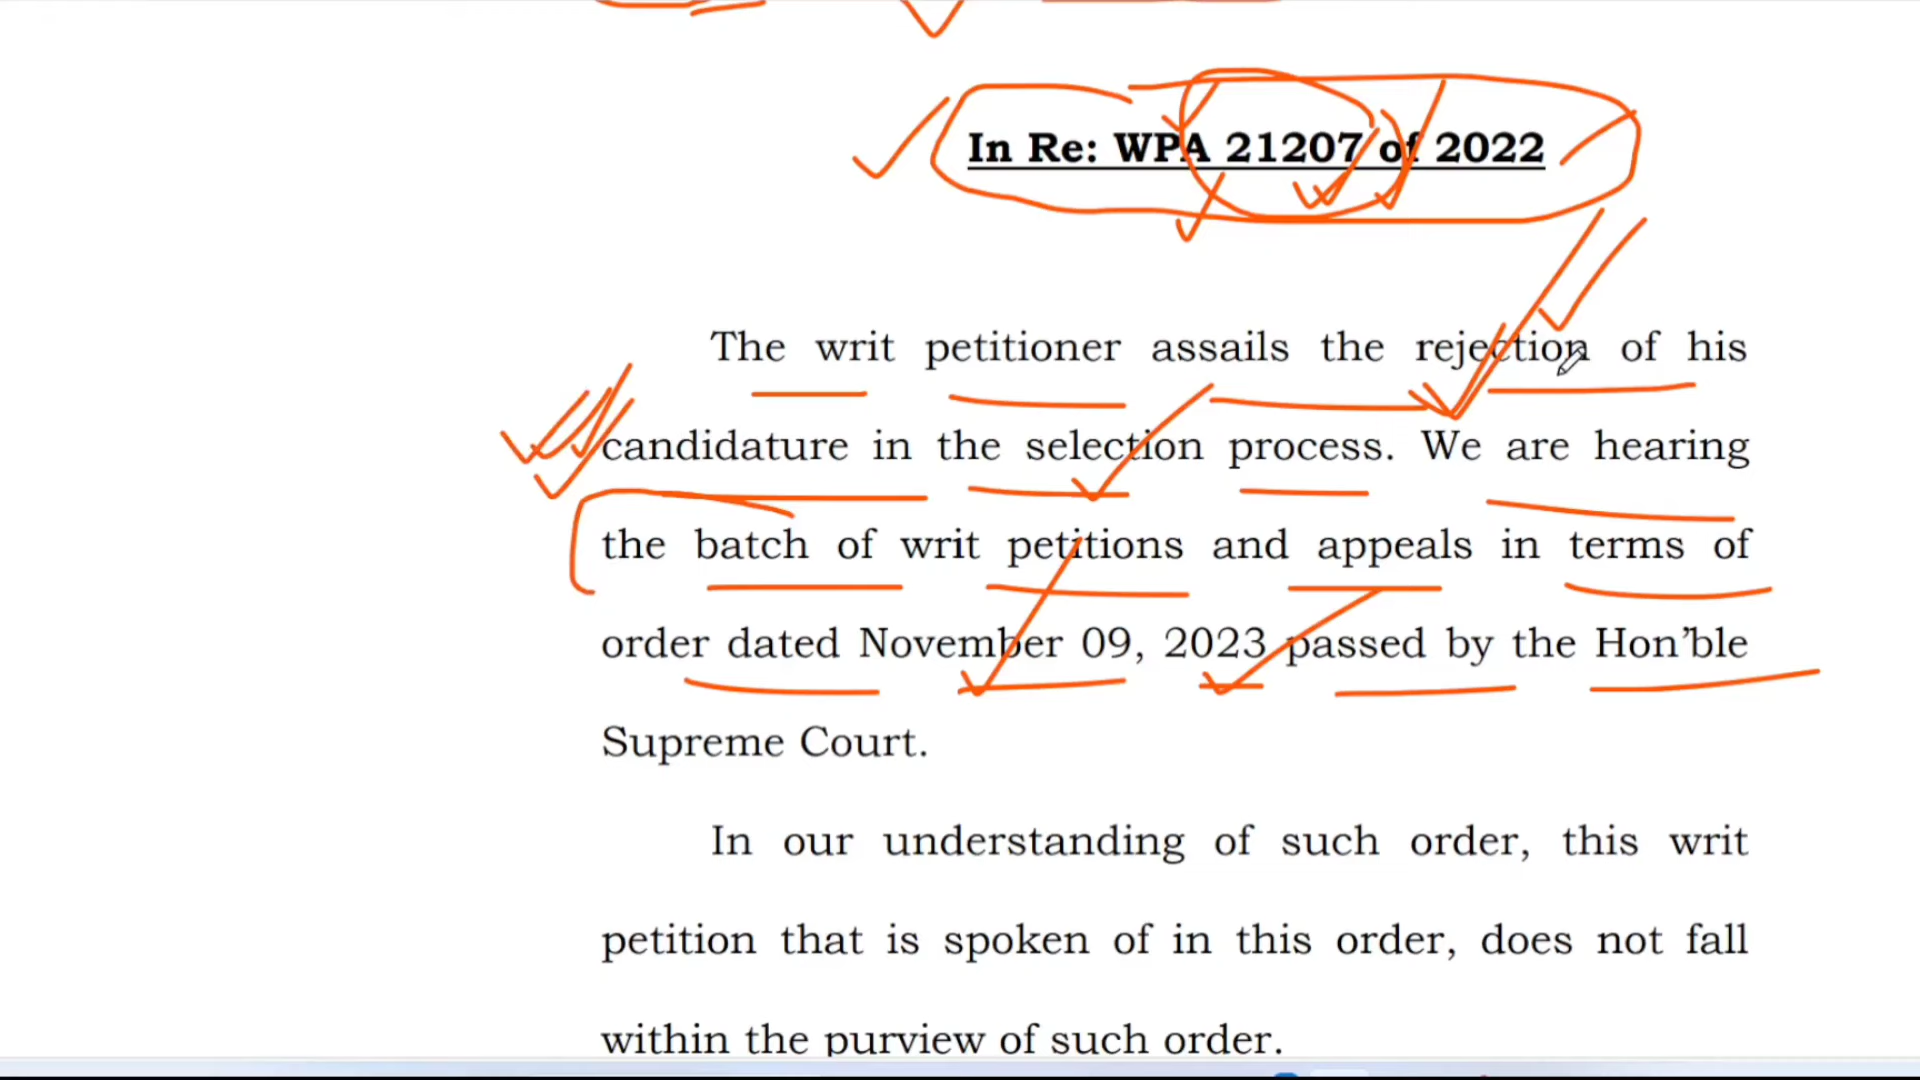 In Re: WPA 21207 of 2022
The writ petitioner assails the rejection of his
candidature in the selection process. We are hearing
the batch of writ petitions and appeals in terms of
order dated November 09, 2023 passed by the Hon’ble
Supreme Court.
In our understanding of such order, this writ
petition that is spoken of in this order, does not fall
within the purview of such order.